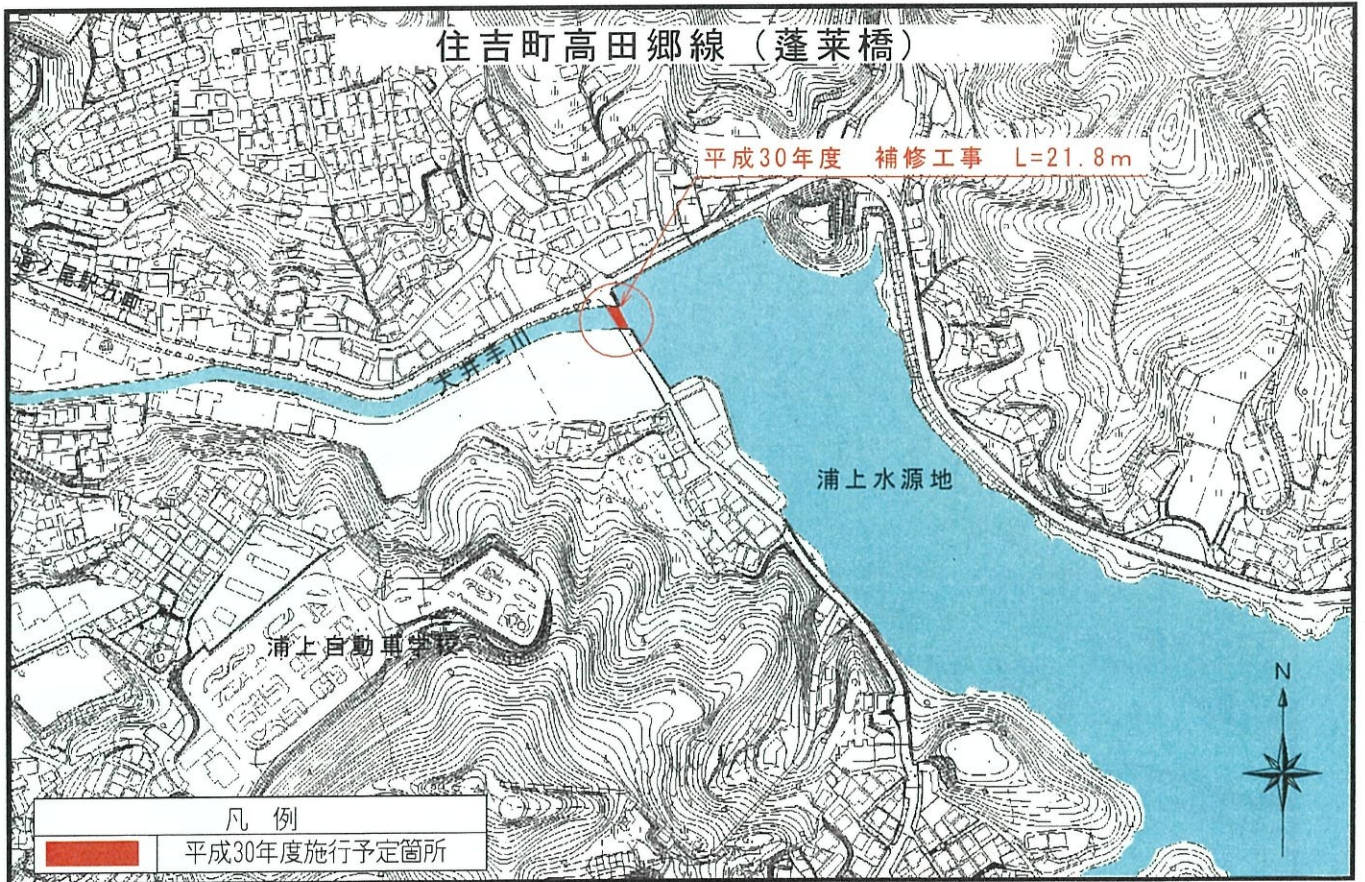 住吉町高田郷線（蓬莱橋）
平成30年度　補修工事　L=21.8m
道ノ尾駅方面
大井手川
浦上水源地
浦上自動車学校
N
凡例
平成30年度施行予定箇所